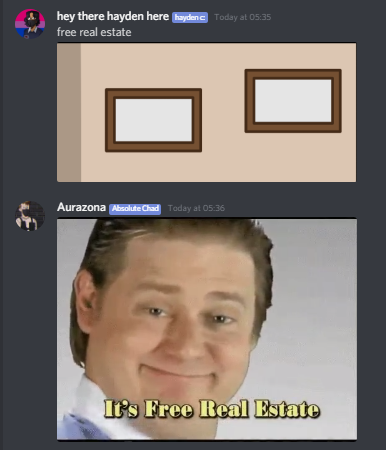 hey there hayden here hayden c: Today at 05:35
free real estate
Aurazona Absolute Chad Today at 05:36
It's Free Real Estate